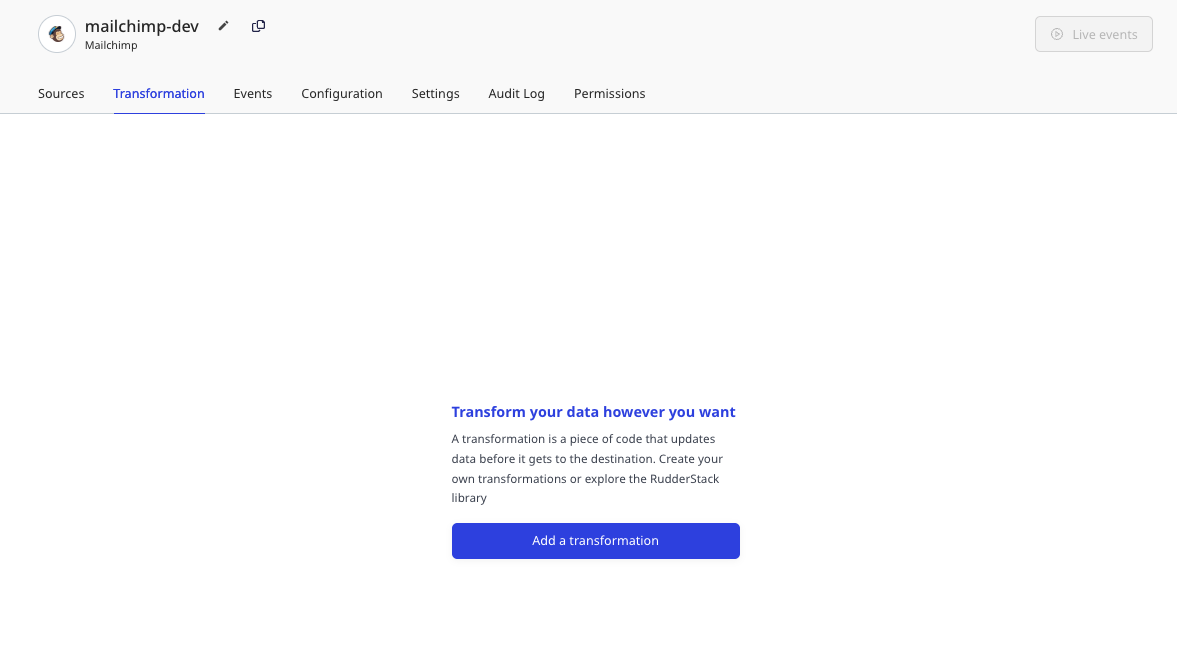 mailchimp-dev
Mailchimp
Live events
Sources
Transformation
Events
Configuration
Settings
Audit Log
Permissions
Transform your data however you want
A transformation is a piece of code that updates
data before it gets to the destination. Create your
own transformations or explore the RudderStack
library
Add a transformation